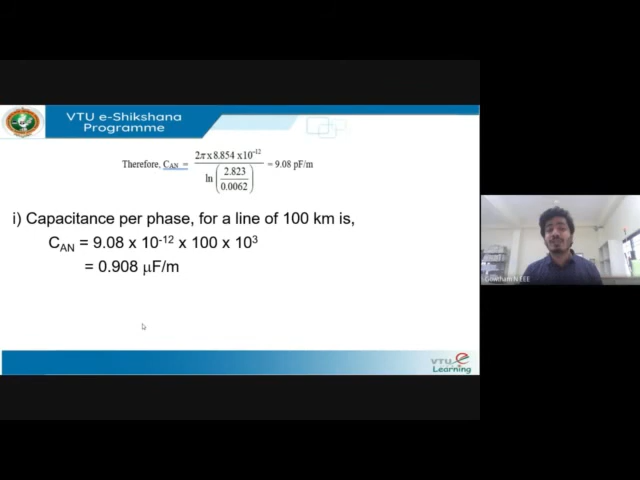 VTU e-Shikshana
Programme
Therefore, C_AN = 2π x 8.854 x10⁻¹² / ln(2.823 / 0.0062) = 9.08 pF/m
i) Capacitance per phase, for a line of 100 km is,
C_AN = 9.08 x 10⁻¹² x 100 x 10³
= 0.908 μF/m
VTU e
Learning